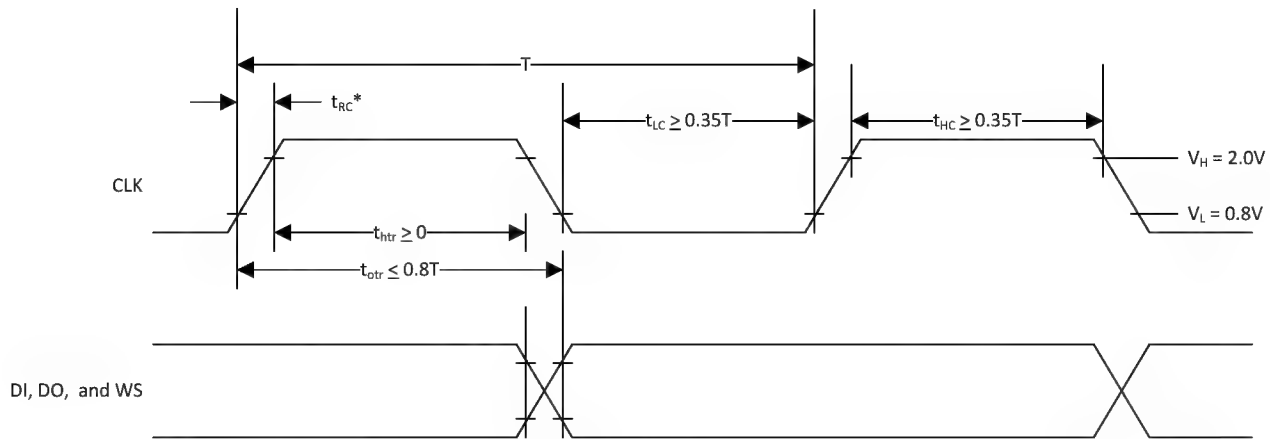 T
t_RC*
t_LC ≥ 0.35T
t_HC ≥ 0.35T
V_H = 2.0V
CLK
V_L = 0.8V
t_htr ≥ 0
t_otr ≤ 0.8T
DI, DO, and WS